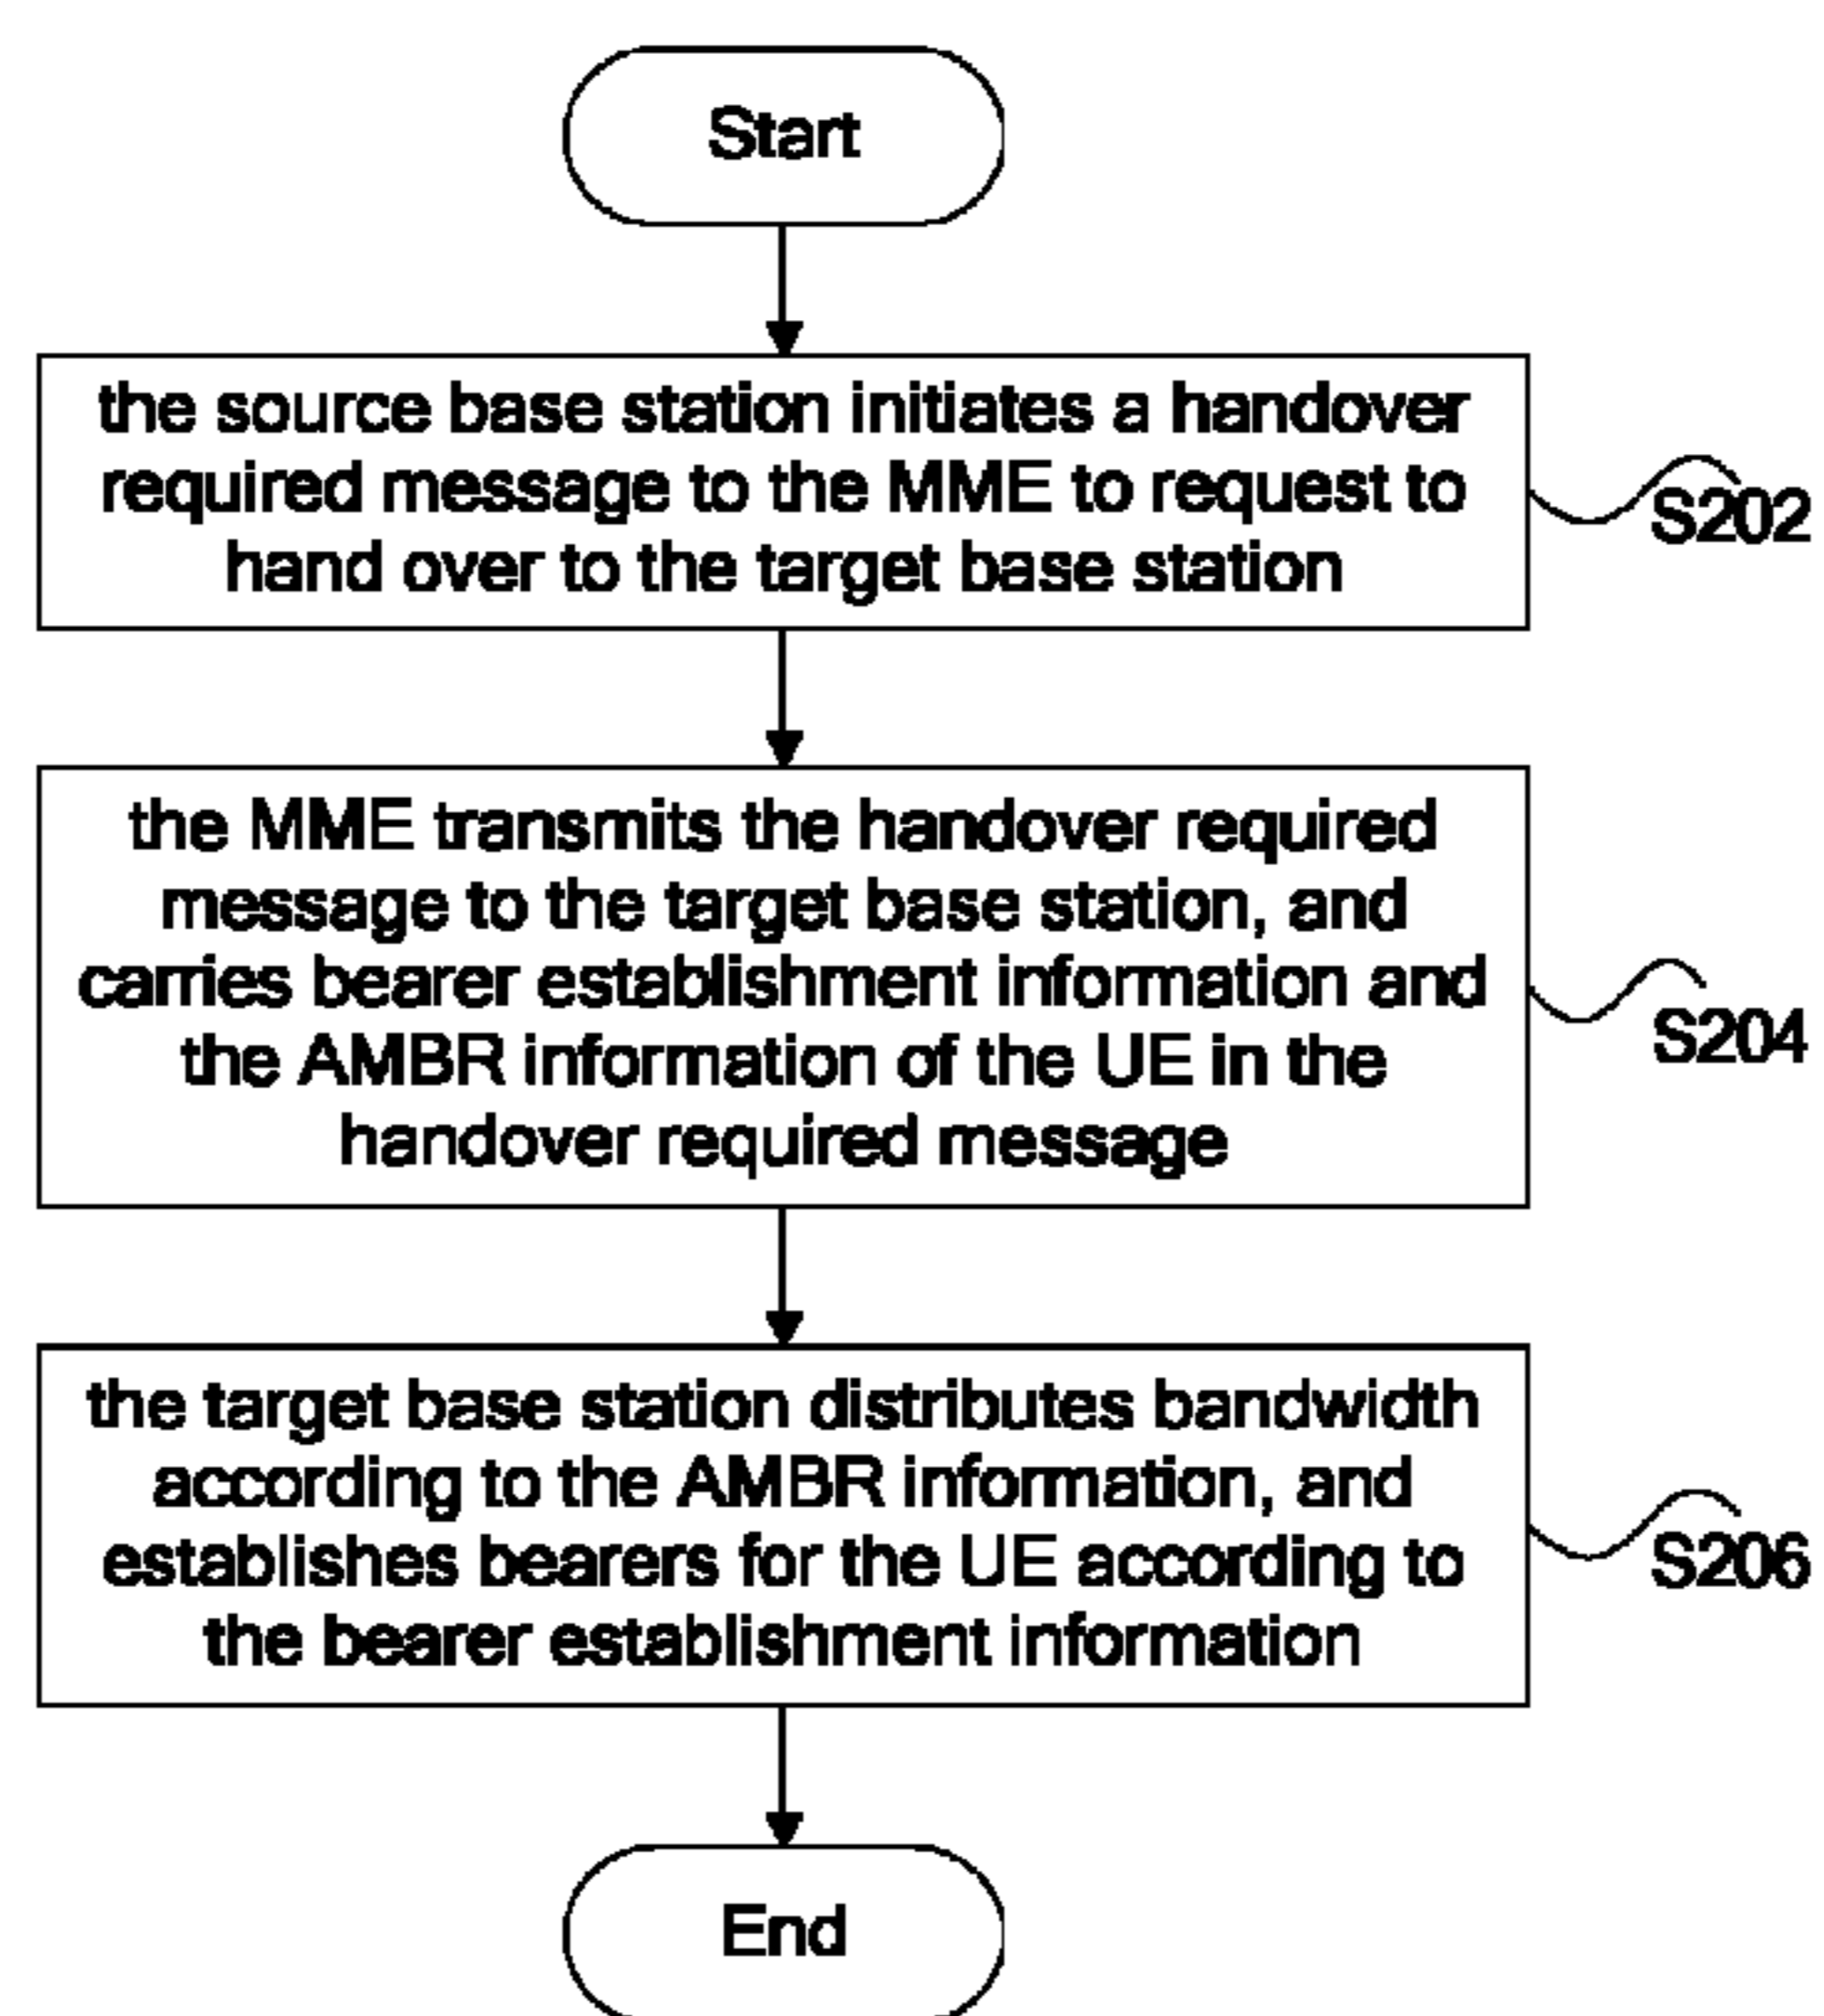 Start
the source base station initiates a handover
required message to the MME to request to
hand over to the target base station
S202
the MME transmits the handover required
message to the target base station, and
carries bearer establishment information and
the AMBR information of the UE in the
handover required message
S204
the target base station distributes bandwidth
according to the AMBR information, and
establishes bearers for the UE according to
the bearer establishment information
S206
End